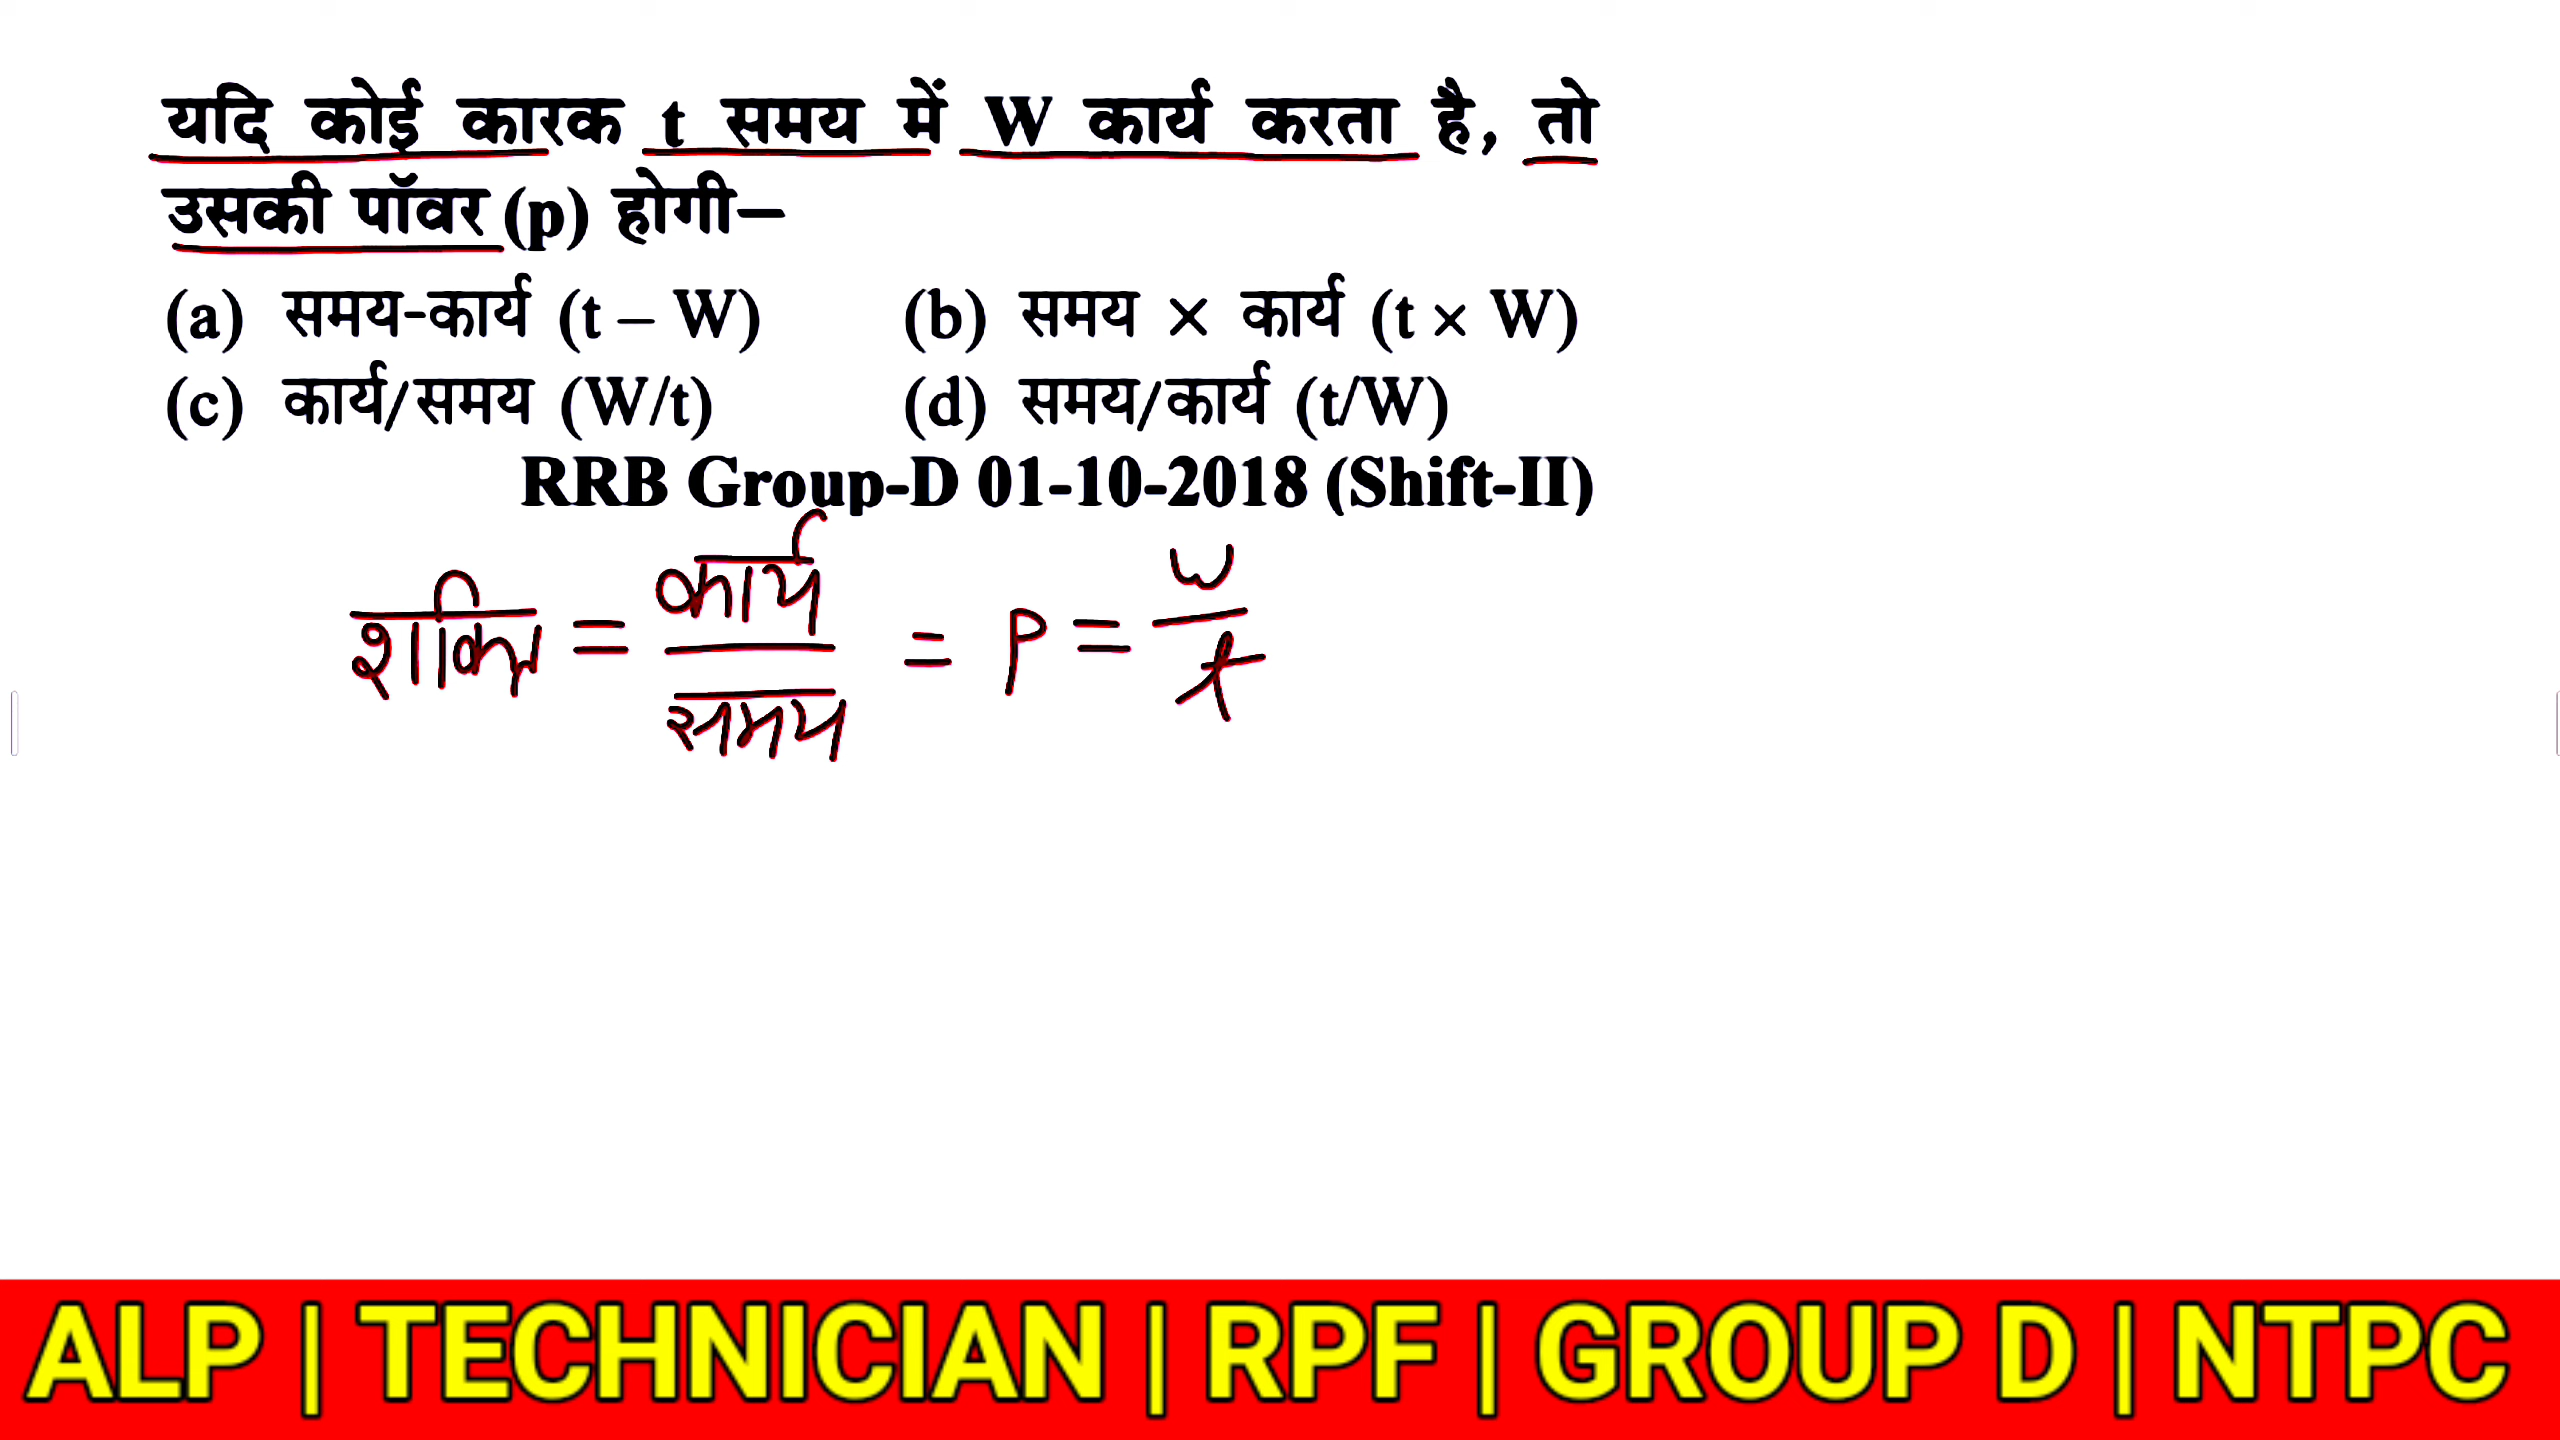 यदि कोई कारक t समय में W कार्य करता है, तो
उसकी पॉवर (p) होगी–
(a) समय-कार्य (t – W) (b) समय × कार्य (t × W)
(c) कार्य/समय (W/t) (d) समय/कार्य (t/W)
RRB Group-D 01-10-2018 (Shift-II)
शक्ति = कार्य / समय = P = W / t
ALP | TECHNICIAN | RPF | GROUP D | NTPC